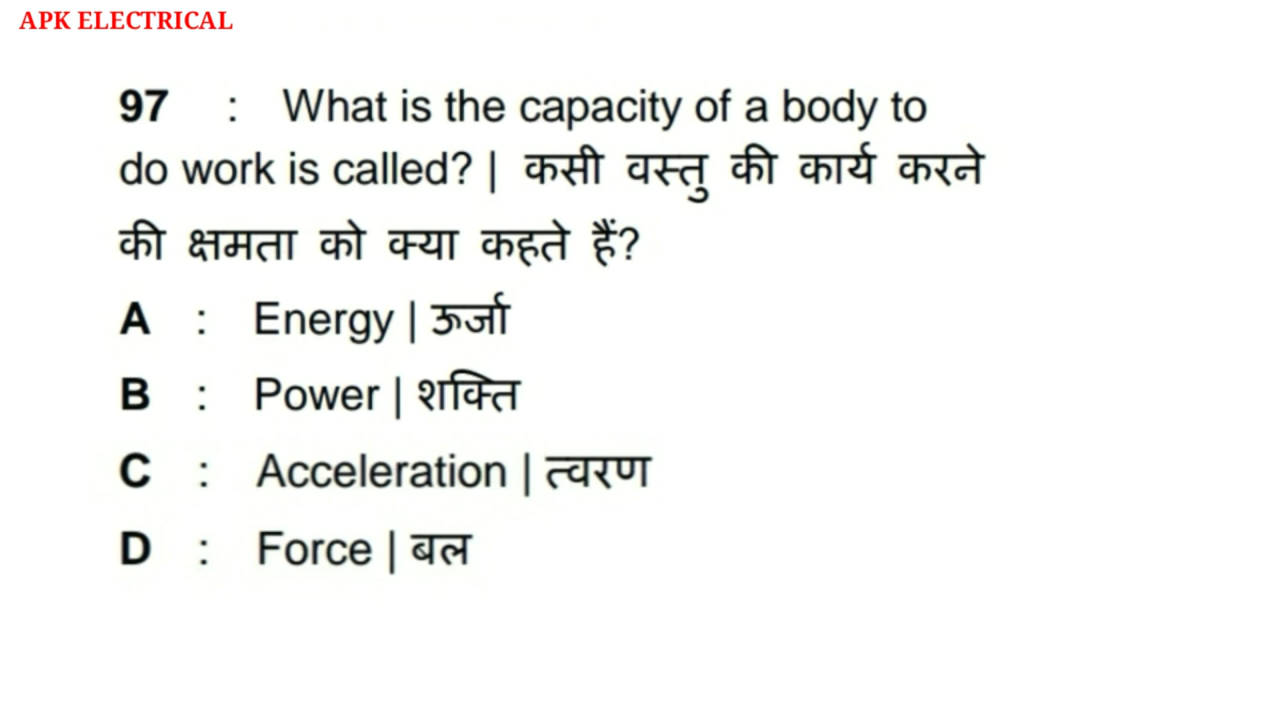 APK ELECTRICAL
97 : What is the capacity of a body to
do work is called? | कसी वस्तु की कार्य करने
की क्षमता को क्या कहते हैं?
A : Energy | ऊर्जा
B : Power | शक्ति
C : Acceleration | त्वरण
D : Force | बल